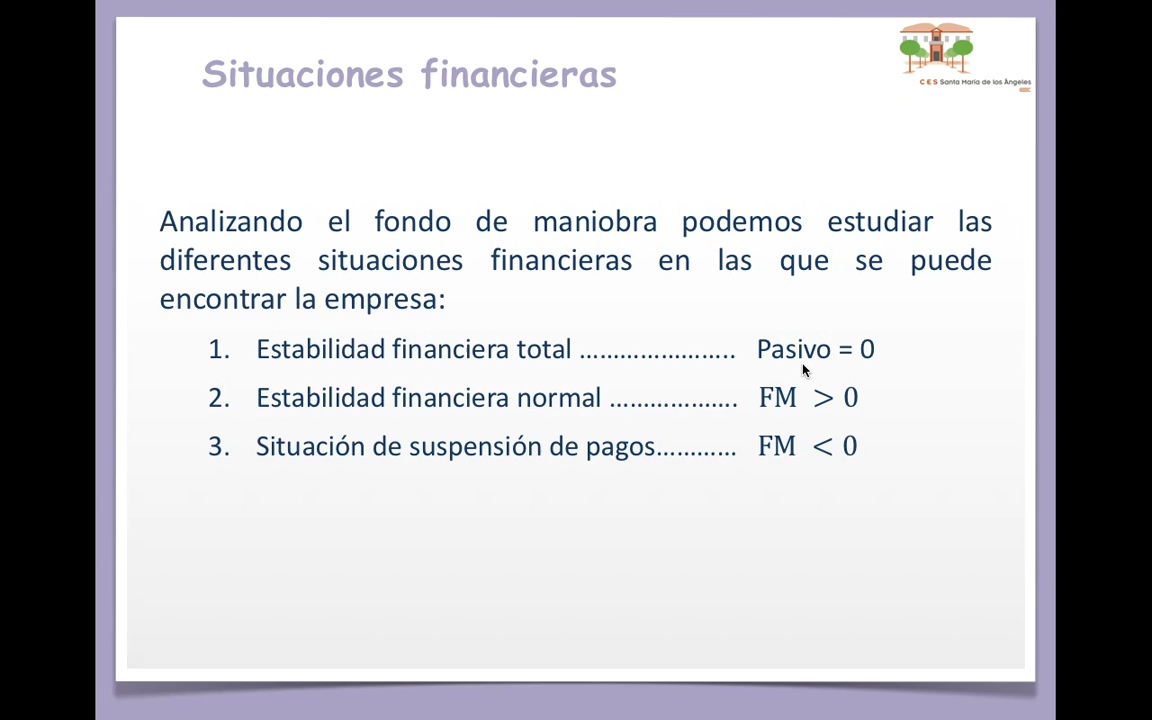 Situaciones financieras
C E S Santa María de los Ángeles
Analizando el fondo de maniobra podemos estudiar las
diferentes situaciones financieras en las que se puede
encontrar la empresa:
1. Estabilidad financiera total ………………….. Pasivo = 0
2. Estabilidad financiera normal ………………. FM > 0
3. Situación de suspensión de pagos………… FM < 0